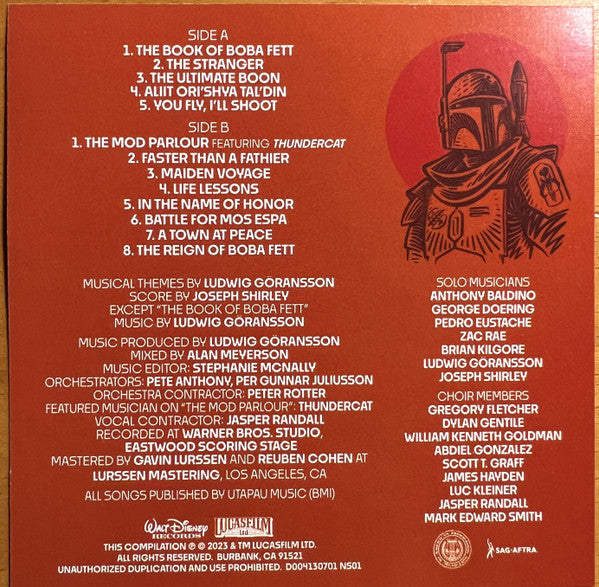 SIDE A
1. THE BOOK OF BOBA FETT
2. THE STRANGER
3. THE ULTIMATE BOON
4. ALIIT ORI'SHYA TAL'DIN
5. YOU FLY, I'LL SHOOT
SIDE B
1. THE MOD PARLOUR FEATURING THUNDERCAT
2. FASTER THAN A FATHIER
3. MAIDEN VOYAGE
4. LIFE LESSONS
5. IN THE NAME OF HONOR
6. BATTLE FOR MOS ESPA
7. A TOWN AT PEACE
8. THE REIGN OF BOBA FETT
MUSICAL THEMES BY LUDWIG GÖRANSSON
SCORE BY JOSEPH SHIRLEY
EXCEPT "THE BOOK OF BOBA FETT"
MUSIC BY LUDWIG GÖRANSSON
MUSIC PRODUCED BY LUDWIG GÖRANSSON
MIXED BY ALAN MEYERSON
MUSIC EDITOR: STEPHANIE MCNALLY
ORCHESTRATORS: PETE ANTHONY, PER GUNNAR JULIUSSON
ORCHESTRA CONTRACTOR: PETER ROTTER
FEATURED MUSICIAN ON "THE MOD PARLOUR": THUNDERCAT
VOCAL CONTRACTOR: JASPER RANDALL
RECORDED AT WARNER BROS. STUDIO,
EASTWOOD SCORING STAGE
MASTERED BY GAVIN LURSSEN AND REUBEN COHEN AT
LURSSEN MASTERING, LOS ANGELES, CA
ALL SONGS PUBLISHED BY UTAPAU MUSIC (BMI)
SOLO MUSICIANS
ANTHONY BALDINO
GEORGE DOERING
PEDRO EUSTACHE
ZAC RAE
BRIAN KILGORE
LUDWIG GÖRANSSON
JOSEPH SHIRLEY
CHOIR MEMBERS
GREGORY FLETCHER
DYLAN GENTILE
WILLIAM KENNETH GOLDMAN
ABDIEL GONZALEZ
SCOTT T. GRAFF
JAMES HAYDEN
LUC KLEINER
JASPER RANDALL
MARK EDWARD SMITH
WALT DISNEY
RECORDS
LUCASFILM
LTD
THIS COMPILATION ℗ © 2023 & TM LUCASFILM LTD.
ALL RIGHTS RESERVED. BURBANK, CA 91521
UNAUTHORIZED DUPLICATION AND USE PROHIBITED. D004130701 NS01
SAG-AFTRA